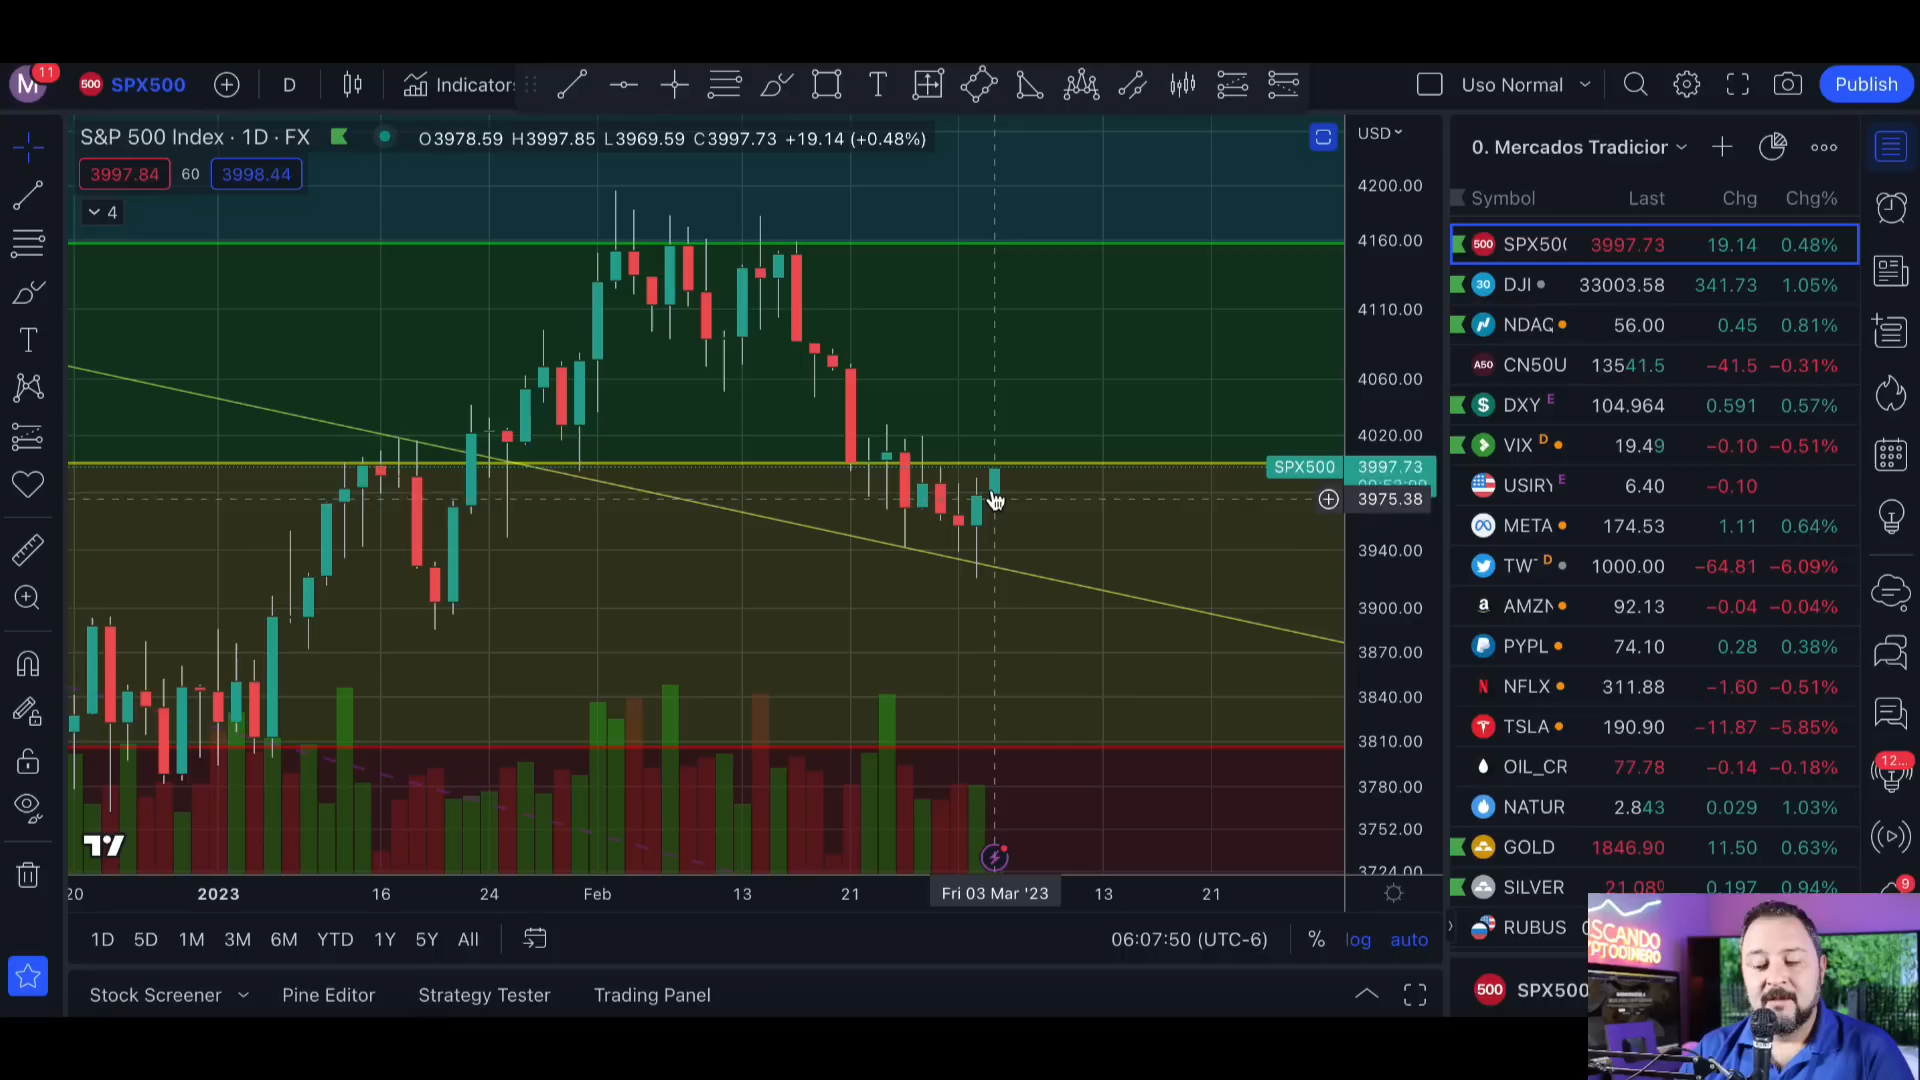 M 11 500 SPX500 D Indicators Uso Normal Publish
S&P 500 Index · 1D · FX O3978.59 H3997.85 L3969.59 C3997.73 +19.14 (+0.48%)
3997.84 60 3998.44
4
USD
4200.00
4160.00
4110.00
4060.00
4020.00
SPX500 3997.73
3975.38
3940.00
3900.00
3870.00
3840.00
3810.00
3780.00
3752.00
3724.00
20 2023 16 24 Feb 13 21 Fri 03 Mar '23 13 21
1D 5D 1M 3M 6M YTD 1Y 5Y All 06:07:50 (UTC-6) % log auto
Stock Screener Pine Editor Strategy Tester Trading Panel
0. Mercados Tradicior
Symbol Last Chg Chg%
500 SPX50( 3997.73 19.14 0.48%
30 DJI 33003.58 341.73 1.05%
NDAQ 56.00 0.45 0.81%
A50 CN50U 13541.5 −41.5 −0.31%
$ DXY E 104.964 0.591 0.57%
VIX D 19.49 −0.10 −0.51%
USIRY E 6.40 −0.10
META 174.53 1.11 0.64%
TW D 1000.00 −64.81 −6.09%
a AMZN 92.13 −0.04 −0.04%
PYPL 74.10 0.28 0.38%
N NFLX 311.88 −1.60 −0.51%
TSLA 190.90 −11.87 −5.85%
OIL_CR 77.78 −0.14 −0.18%
NATUR 2.843 0.029 1.03%
GOLD 1846.90 11.50 0.63%
SILVER 21.080 0.197 0.94%
RUBUS
500 SPX500
12...
9
SCANDO
PTODINERO